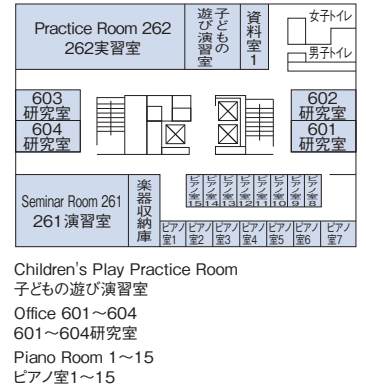 Practice Room 262
262実習室
子どもの
遊び演習室
資料室1
女子トイレ
男子トイレ
603
研究室
604
研究室
602
研究室
601
研究室
Seminar Room 261
261演習室
楽器収納庫
ピアノ室15
ピアノ室14
ピアノ室13
ピアノ室12
ピアノ室11
ピアノ室10
ピアノ室9
ピアノ室8
ピアノ
室1
ピアノ
室2
ピアノ
室3
ピアノ
室4
ピアノ
室5
ピアノ
室6
ピアノ
室7
Children's Play Practice Room
子どもの遊び演習室
Office 601～604
601～604研究室
Piano Room 1～15
ピアノ室1～15